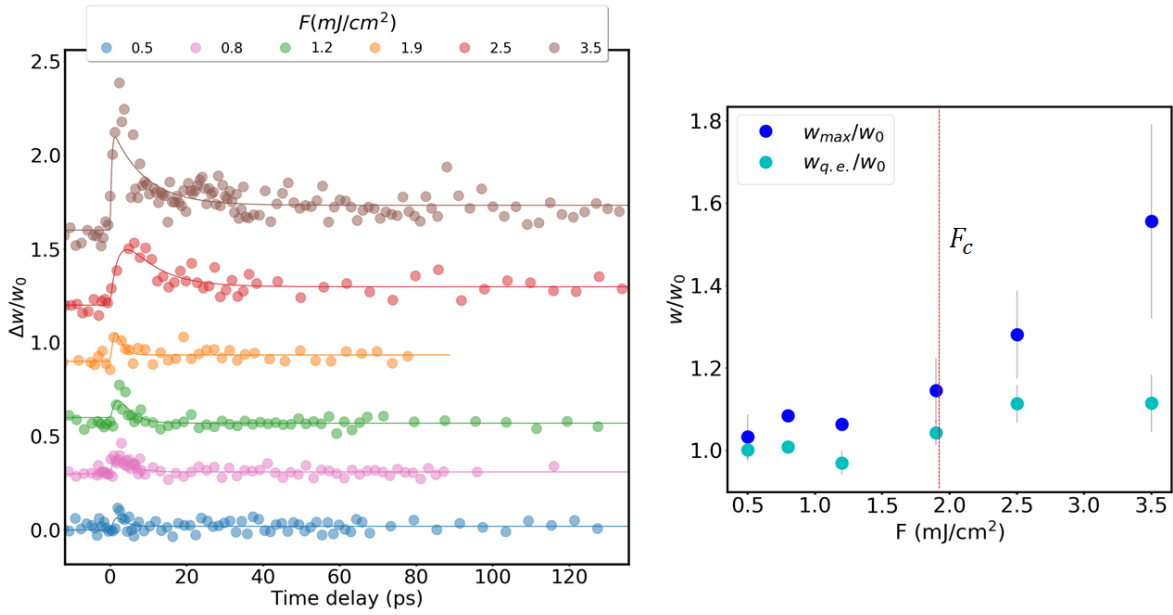 F(mJ/cm²)
0.5 0.8 1.2 1.9 2.5 3.5
2.5
2.0
1.5
1.0
0.5
0.0
Δw/w₀
0 20 40 60 80 100 120
Time delay (ps)
w_max/w₀
w_q.e./w₀
F_c
1.8
1.6
1.4
1.2
1.0
w/w₀
0.5 1.0 1.5 2.0 2.5 3.0 3.5
F (mJ/cm²)